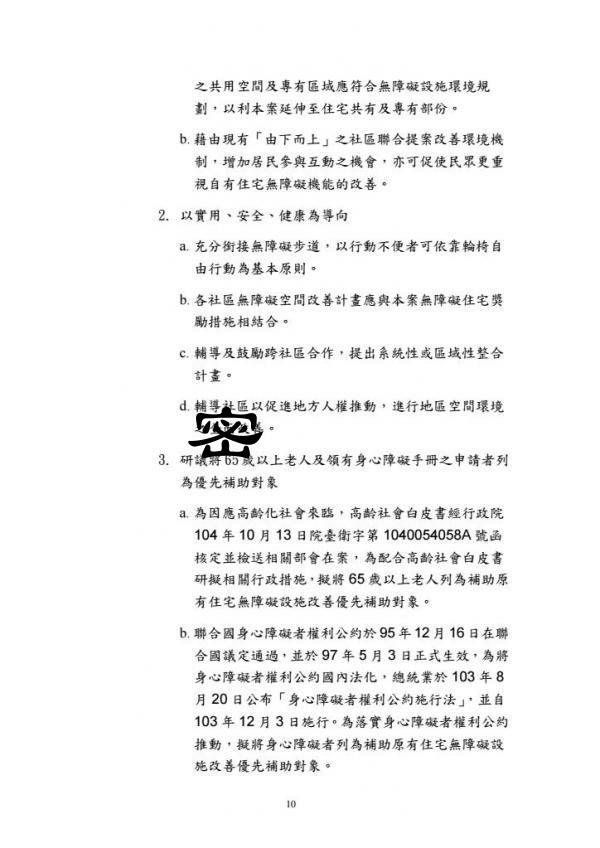 之共用空間及專有區域應符合無障礙設施環境規
劃，以利本案延伸至住宅共有及專有部份。
b. 藉由現有「由下而上」之社區聯合提案改善環境機
制，增加居民參與互動之機會，亦可促使民眾更重
視自有住宅無障礙機能的改善。
2. 以實用、安全、健康為導向
a. 充分銜接無障礙步道，以行動不便者可依靠輪椅自
由行動為基本原則。
b. 各社區無障礙空間改善計畫應與本案無障礙住宅獎
勵措施相結合。
c. 輔導及鼓勵跨社區合作，提出系統性或區域性整合
計畫。
d. 輔導社區以促進地方人權推動，進行地區空間環境
善。
密
3. 研議將 65 歲以上老人及領有身心障礙手冊之申請者列
為優先補助對象
a. 為因應高齡化社會來臨，高齡社會白皮書經行政院
104 年 10 月 13 日院臺衛字第 1040054058A 號函
核定並檢送相關部會在案，為配合高齡社會白皮書
研擬相關行政措施，擬將 65 歲以上老人列為補助原
有住宅無障礙設施改善優先補助對象。
b. 聯合國身心障礙者權利公約於 95 年 12 月 16 日在聯
合國議定通過，並於 97 年 5 月 3 日正式生效，為將
身心障礙者權利公約國內法化，總統業於 103 年 8
月 20 日公布「身心障礙者權利公約施行法」，並自
103 年 12 月 3 日施行。為落實身心障礙者權利公約
推動，擬將身心障礙者列為補助原有住宅無障礙設
施改善優先補助對象。
10